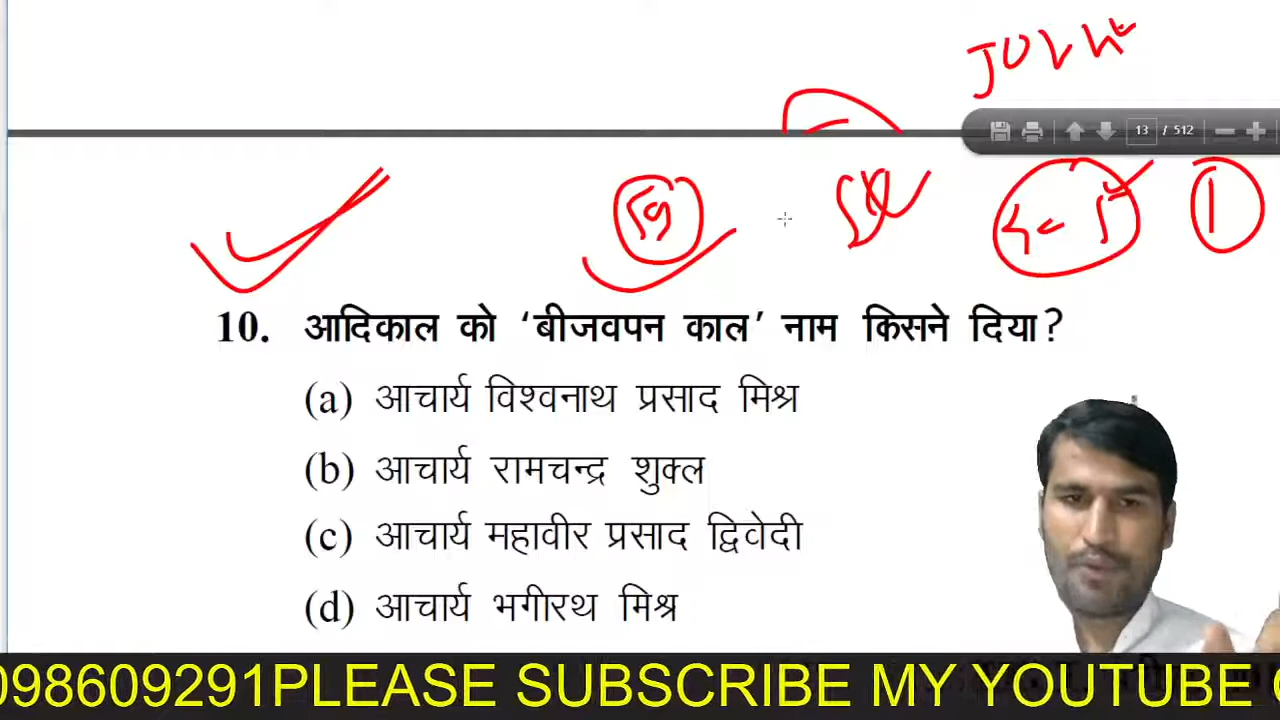 13 / 512
10. आदिकाल को ‘बीजवपन काल’ नाम किसने दिया?
(a) आचार्य विश्वनाथ प्रसाद मिश्र
(b) आचार्य रामचन्द्र शुक्ल
(c) आचार्य महावीर प्रसाद द्विवेदी
(d) आचार्य भगीरथ मिश्र
098609291PLEASE SUBSCRIBE MY YOUTUBE